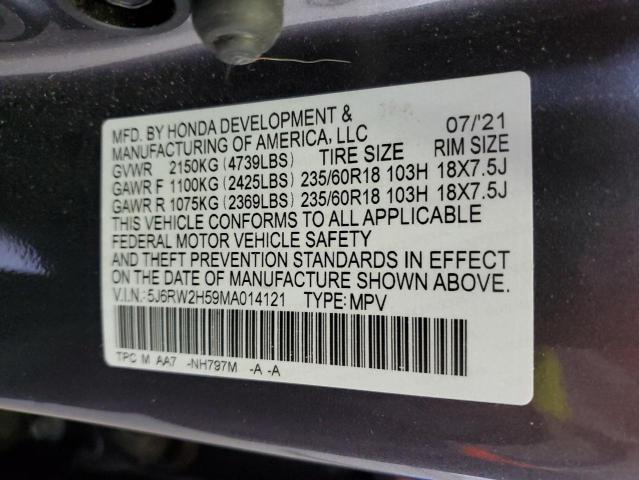 MFD. BY HONDA DEVELOPMENT & 07/'21
MANUFACTURING OF AMERICA, LLC RIM SIZE
GVWR 2150KG (4739LBS) TIRE SIZE
GAWR F 1100KG (2425LBS) 235/60R18 103H 18X7.5J
GAWR R 1075KG (2369LBS) 235/60R18 103H 18X7.5J
THIS VEHICLE CONFORMS TO ALL APPLICABLE
FEDERAL MOTOR VEHICLE SAFETY
AND THEFT PREVENTION STANDARDS IN EFFECT
ON THE DATE OF MANUFACTURE SHOWN ABOVE.
V.I.N.: 5J6RW2H59MA014121 TYPE: MPV
TPC M AA7 -NH797M -A -A